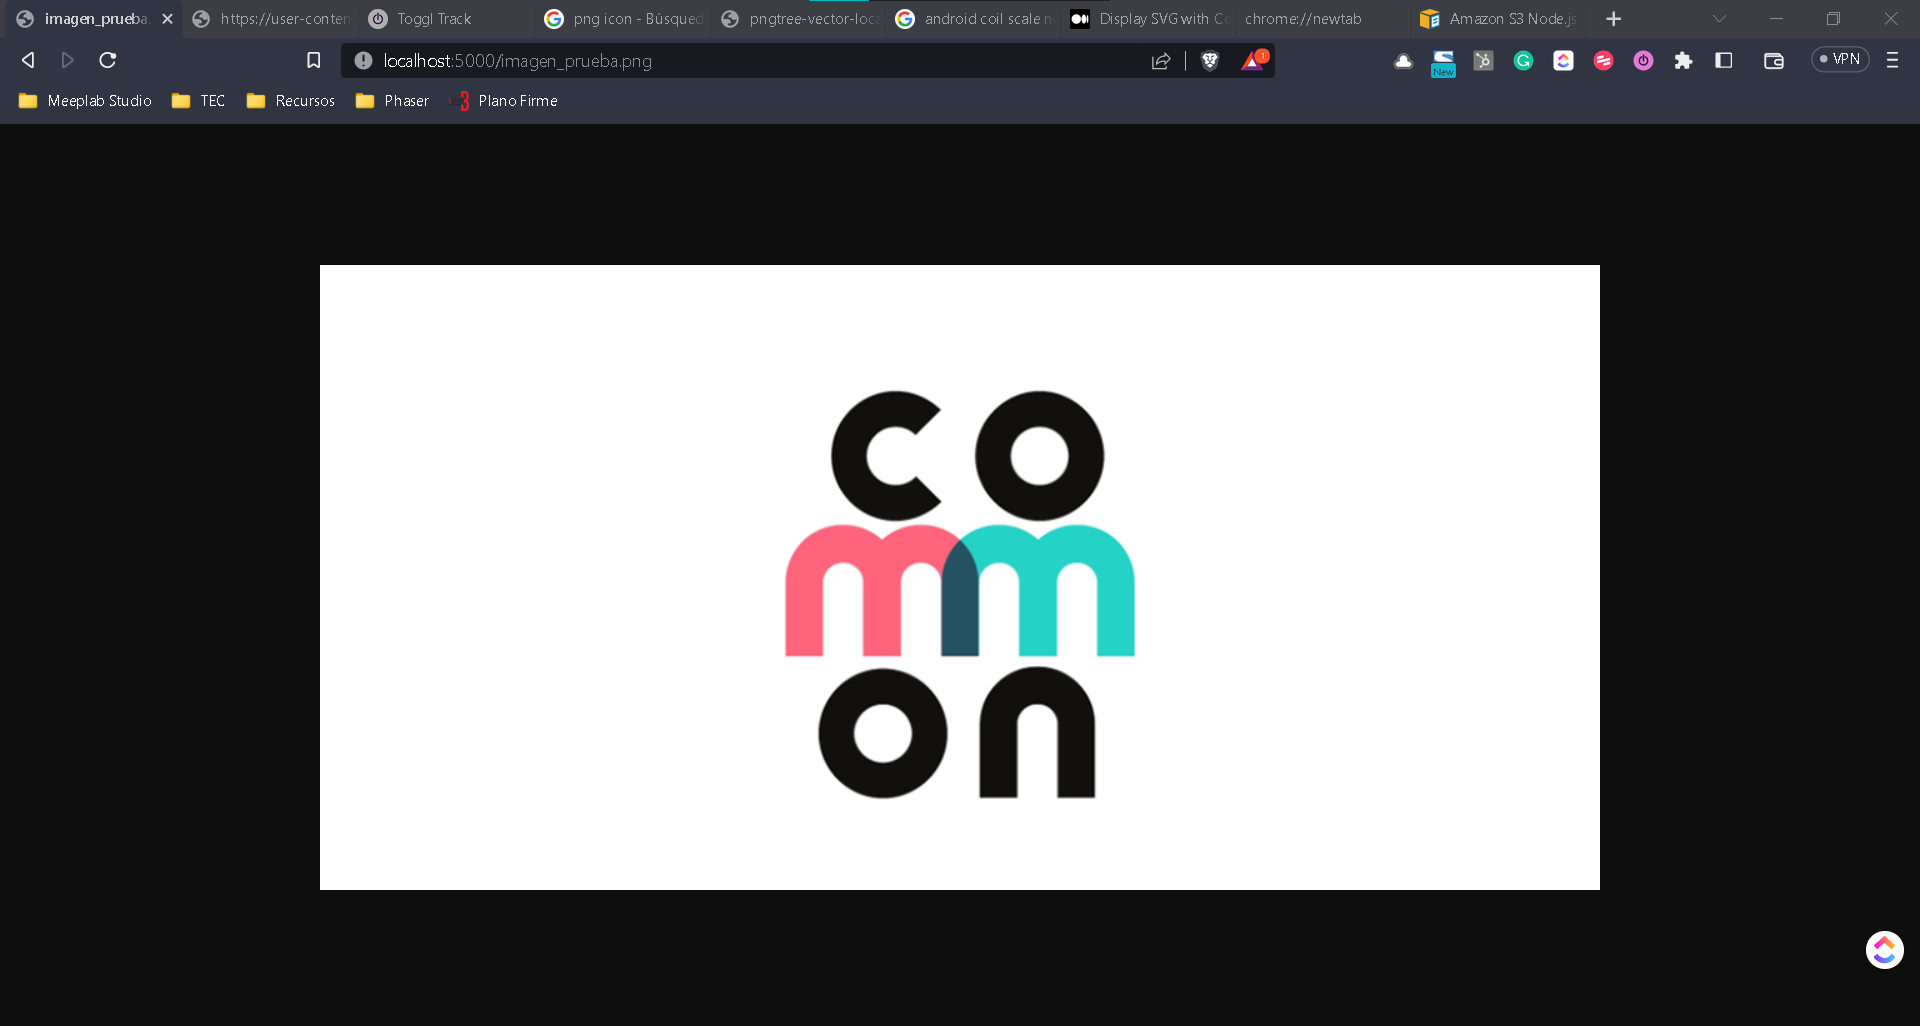 imagen_prueba.
https://user-conten
Toggl Track
png icon - Búsqued
pngtree-vector-loca
android coil scale n
Display SVG with Co
chrome://newtab
Amazon S3 Node.js
localhost:5000/imagen_prueba.png
1
New
VPN
Meeplab Studio
TEC
Recursos
Phaser
Plano Firme
co
mm
on